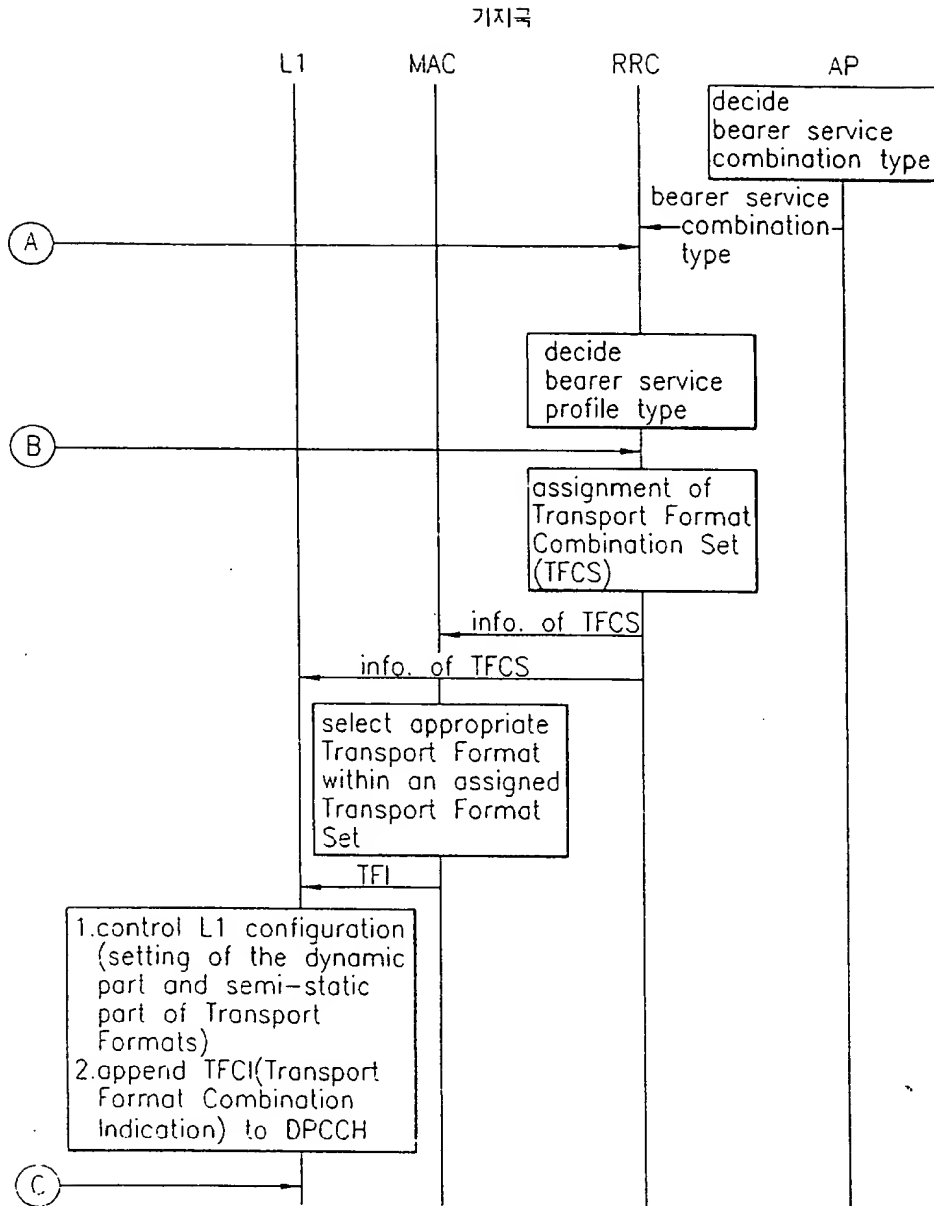 기지국
L1 MAC RRC AP
decide
bearer service
combination type
bearer service
combination
type
A
decide
bearer service
profile type
B
assignment of
Transport Format
Combination Set
(TFCS)
info. of TFCS
info. of TFCS
select appropriate
Transport Format
within an assigned
Transport Format
Set
TFI
1.control L1 configuration
(setting of the dynamic
part and semi-static
part of Transport
Formats)
2.append TFCI(Transport
Format Combination
Indication) to DPCCH
C